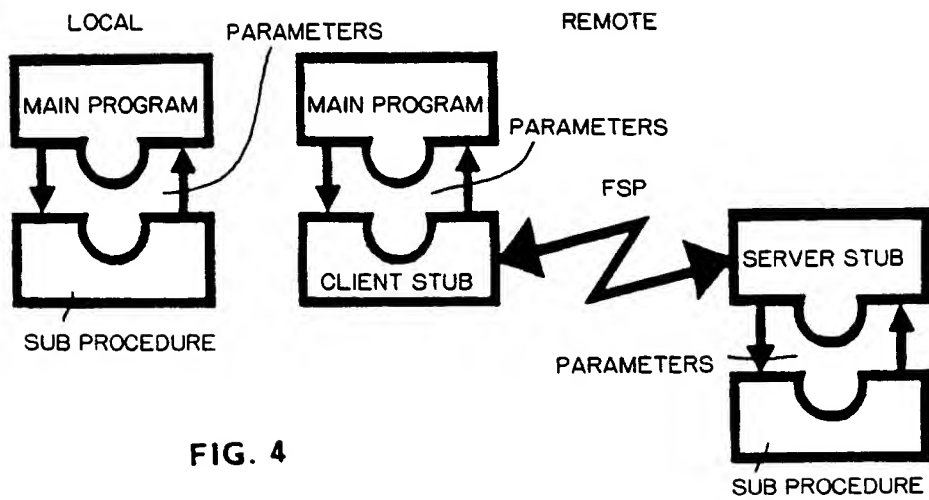 LOCAL
PARAMETERS
REMOTE
MAIN PROGRAM
MAIN PROGRAM
PARAMETERS
FSP
CLIENT STUB
SERVER STUB
SUB PROCEDURE
PARAMETERS
FIG. 4
SUB PROCEDURE